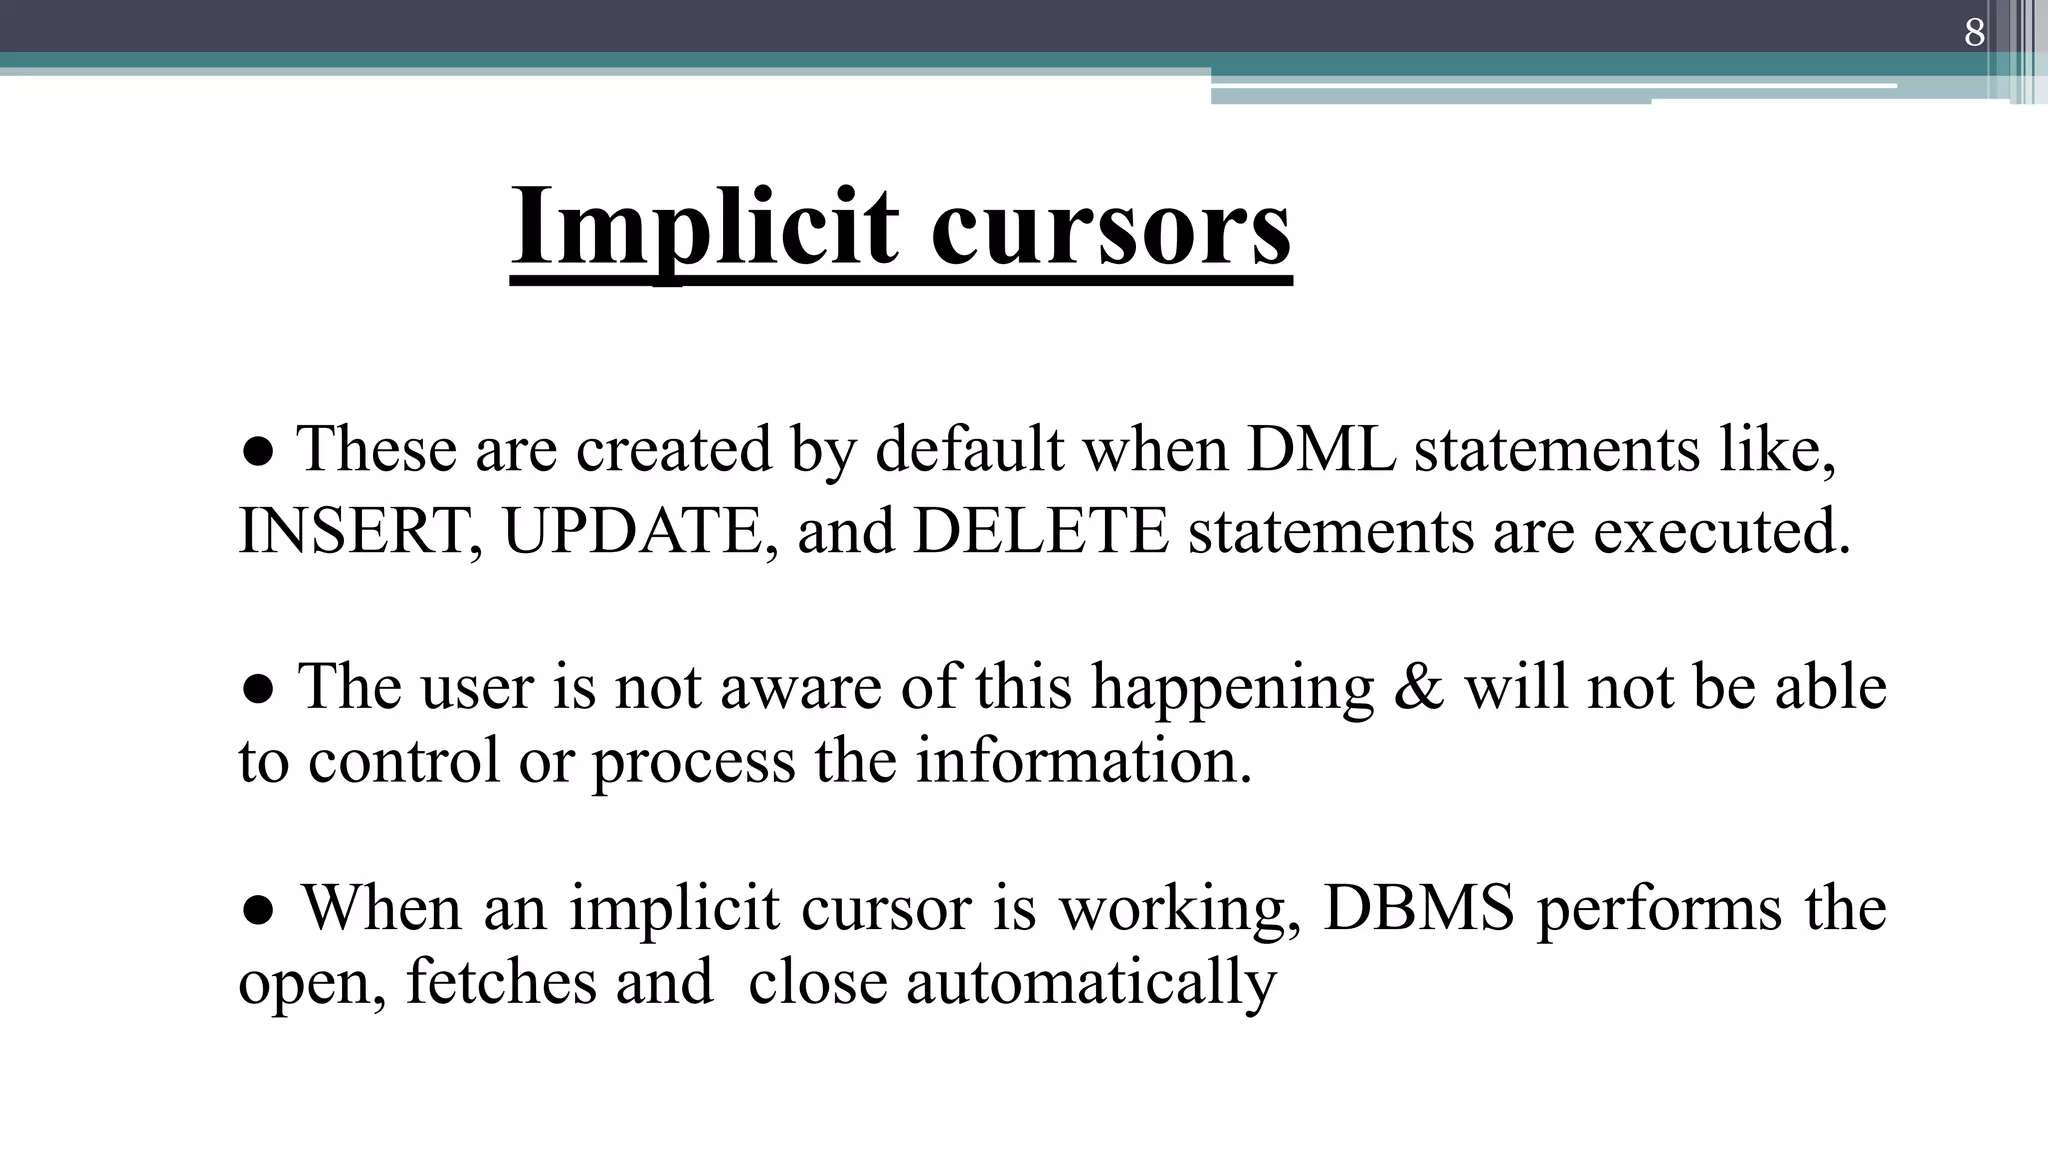 8
Implicit cursors
● These are created by default when DML statements like,
INSERT, UPDATE, and DELETE statements are executed.
● The user is not aware of this happening & will not be able
to control or process the information.
● When an implicit cursor is working, DBMS performs the
open, fetches and  close automatically